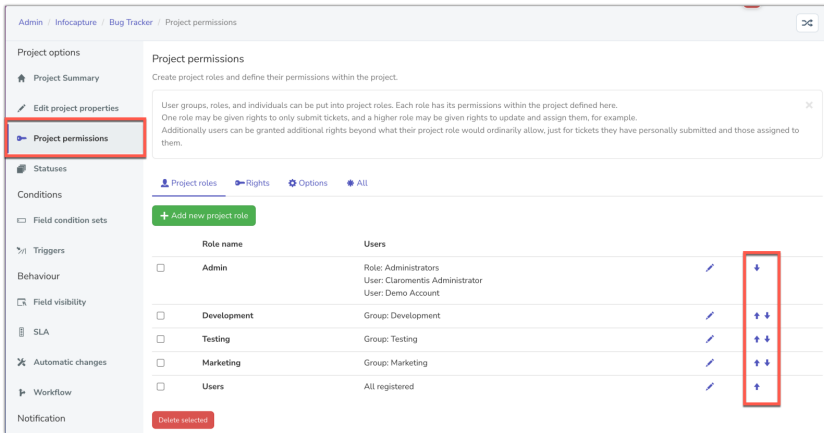 Admin / Infocapture / Bug Tracker / Project permissions
Project options
Project Summary
Edit project properties
Project permissions
Statuses
Conditions
Field condition sets
Triggers
Behaviour
Field visibility
SLA
Automatic changes
Workflow
Notification
Project permissions
Create project roles and define their permissions within the project.
User groups, roles, and individuals can be put into project roles. Each role has its permissions within the project defined here.
One role may be given rights to only submit tickets, and a higher role may be given rights to update and assign them, for example.
Additionally users can be granted additional rights beyond what their project role would ordinarily allow, just for tickets they have personally submitted and those assigned to
them.
Project roles Rights Options All
Add new project role
Role name Users
Admin Role: Administrators
User: Claromentis Administrator
User: Demo Account
Development Group: Development
Testing Group: Testing
Marketing Group: Marketing
Users All registered
Delete selected